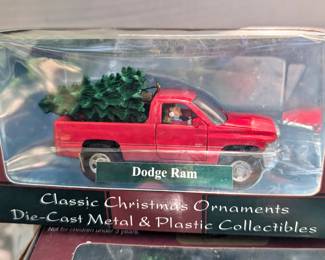 Dodge Ram
Classic Christmas Ornaments
Die-Cast Metal & Plastic Collectibles
Not for children under 3 years.